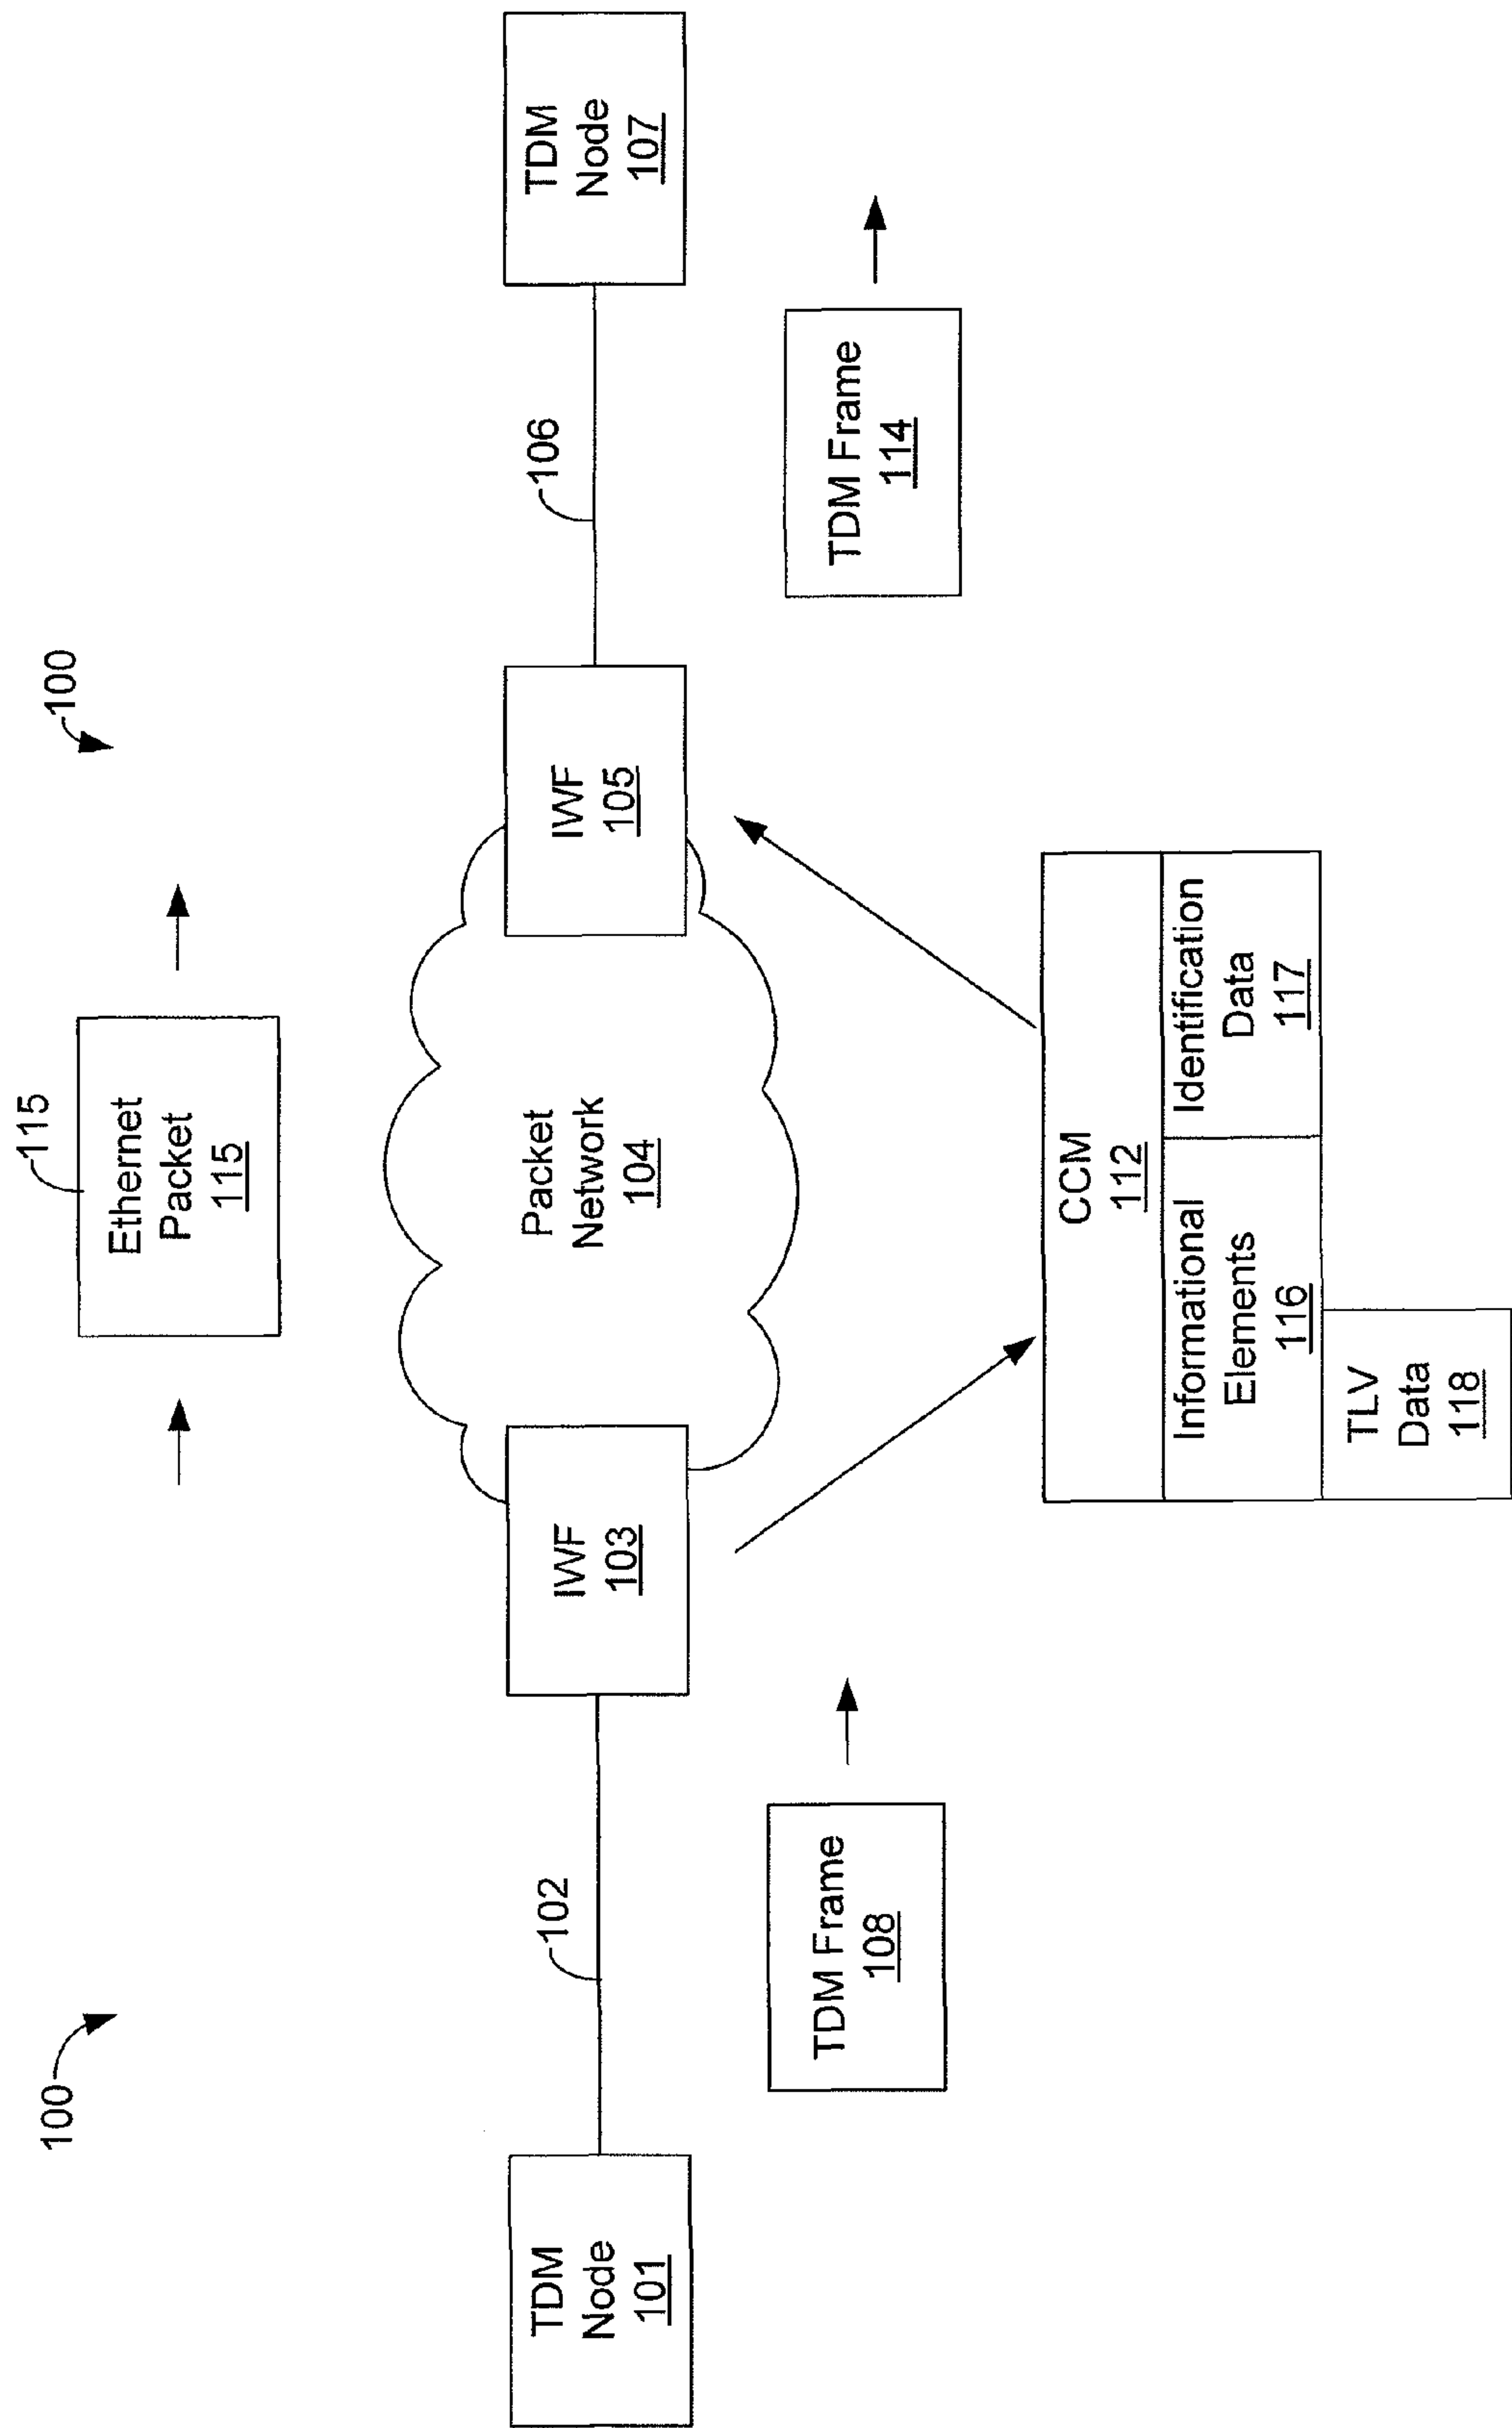 100
100
115
Ethernet
Packet
115
TDM
Node
101
102
IWF
103
Packet
Network
104
IWF
105
106
TDM
Node
107
TDM Frame
108
TDM Frame
114
CCM
112
Informational
Elements
116
Identification
Data
117
TLV
Data
118